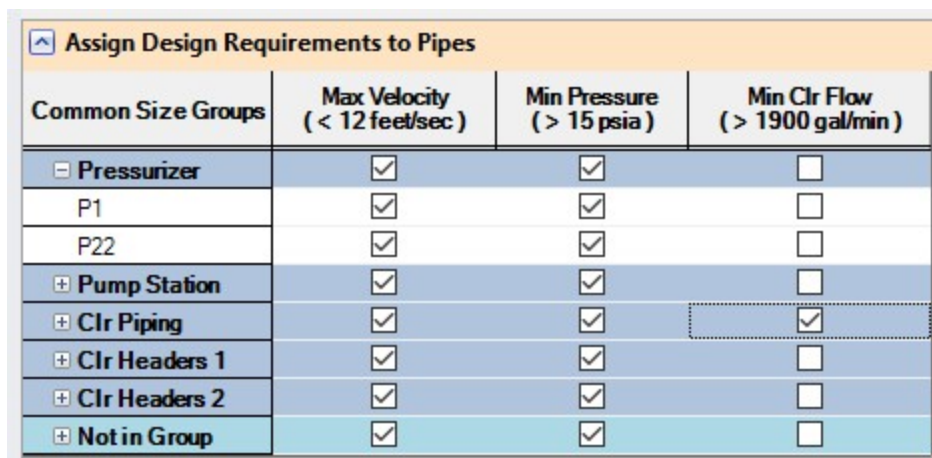 Assign Design Requirements to Pipes
Common Size Groups
Max Velocity
( < 12 feet/sec )
Min Pressure
( > 15 psia )
Min Clr Flow
( > 1900 gal/min )
Pressurizer
P1
P22
Pump Station
Clr Piping
Clr Headers 1
Clr Headers 2
Not in Group